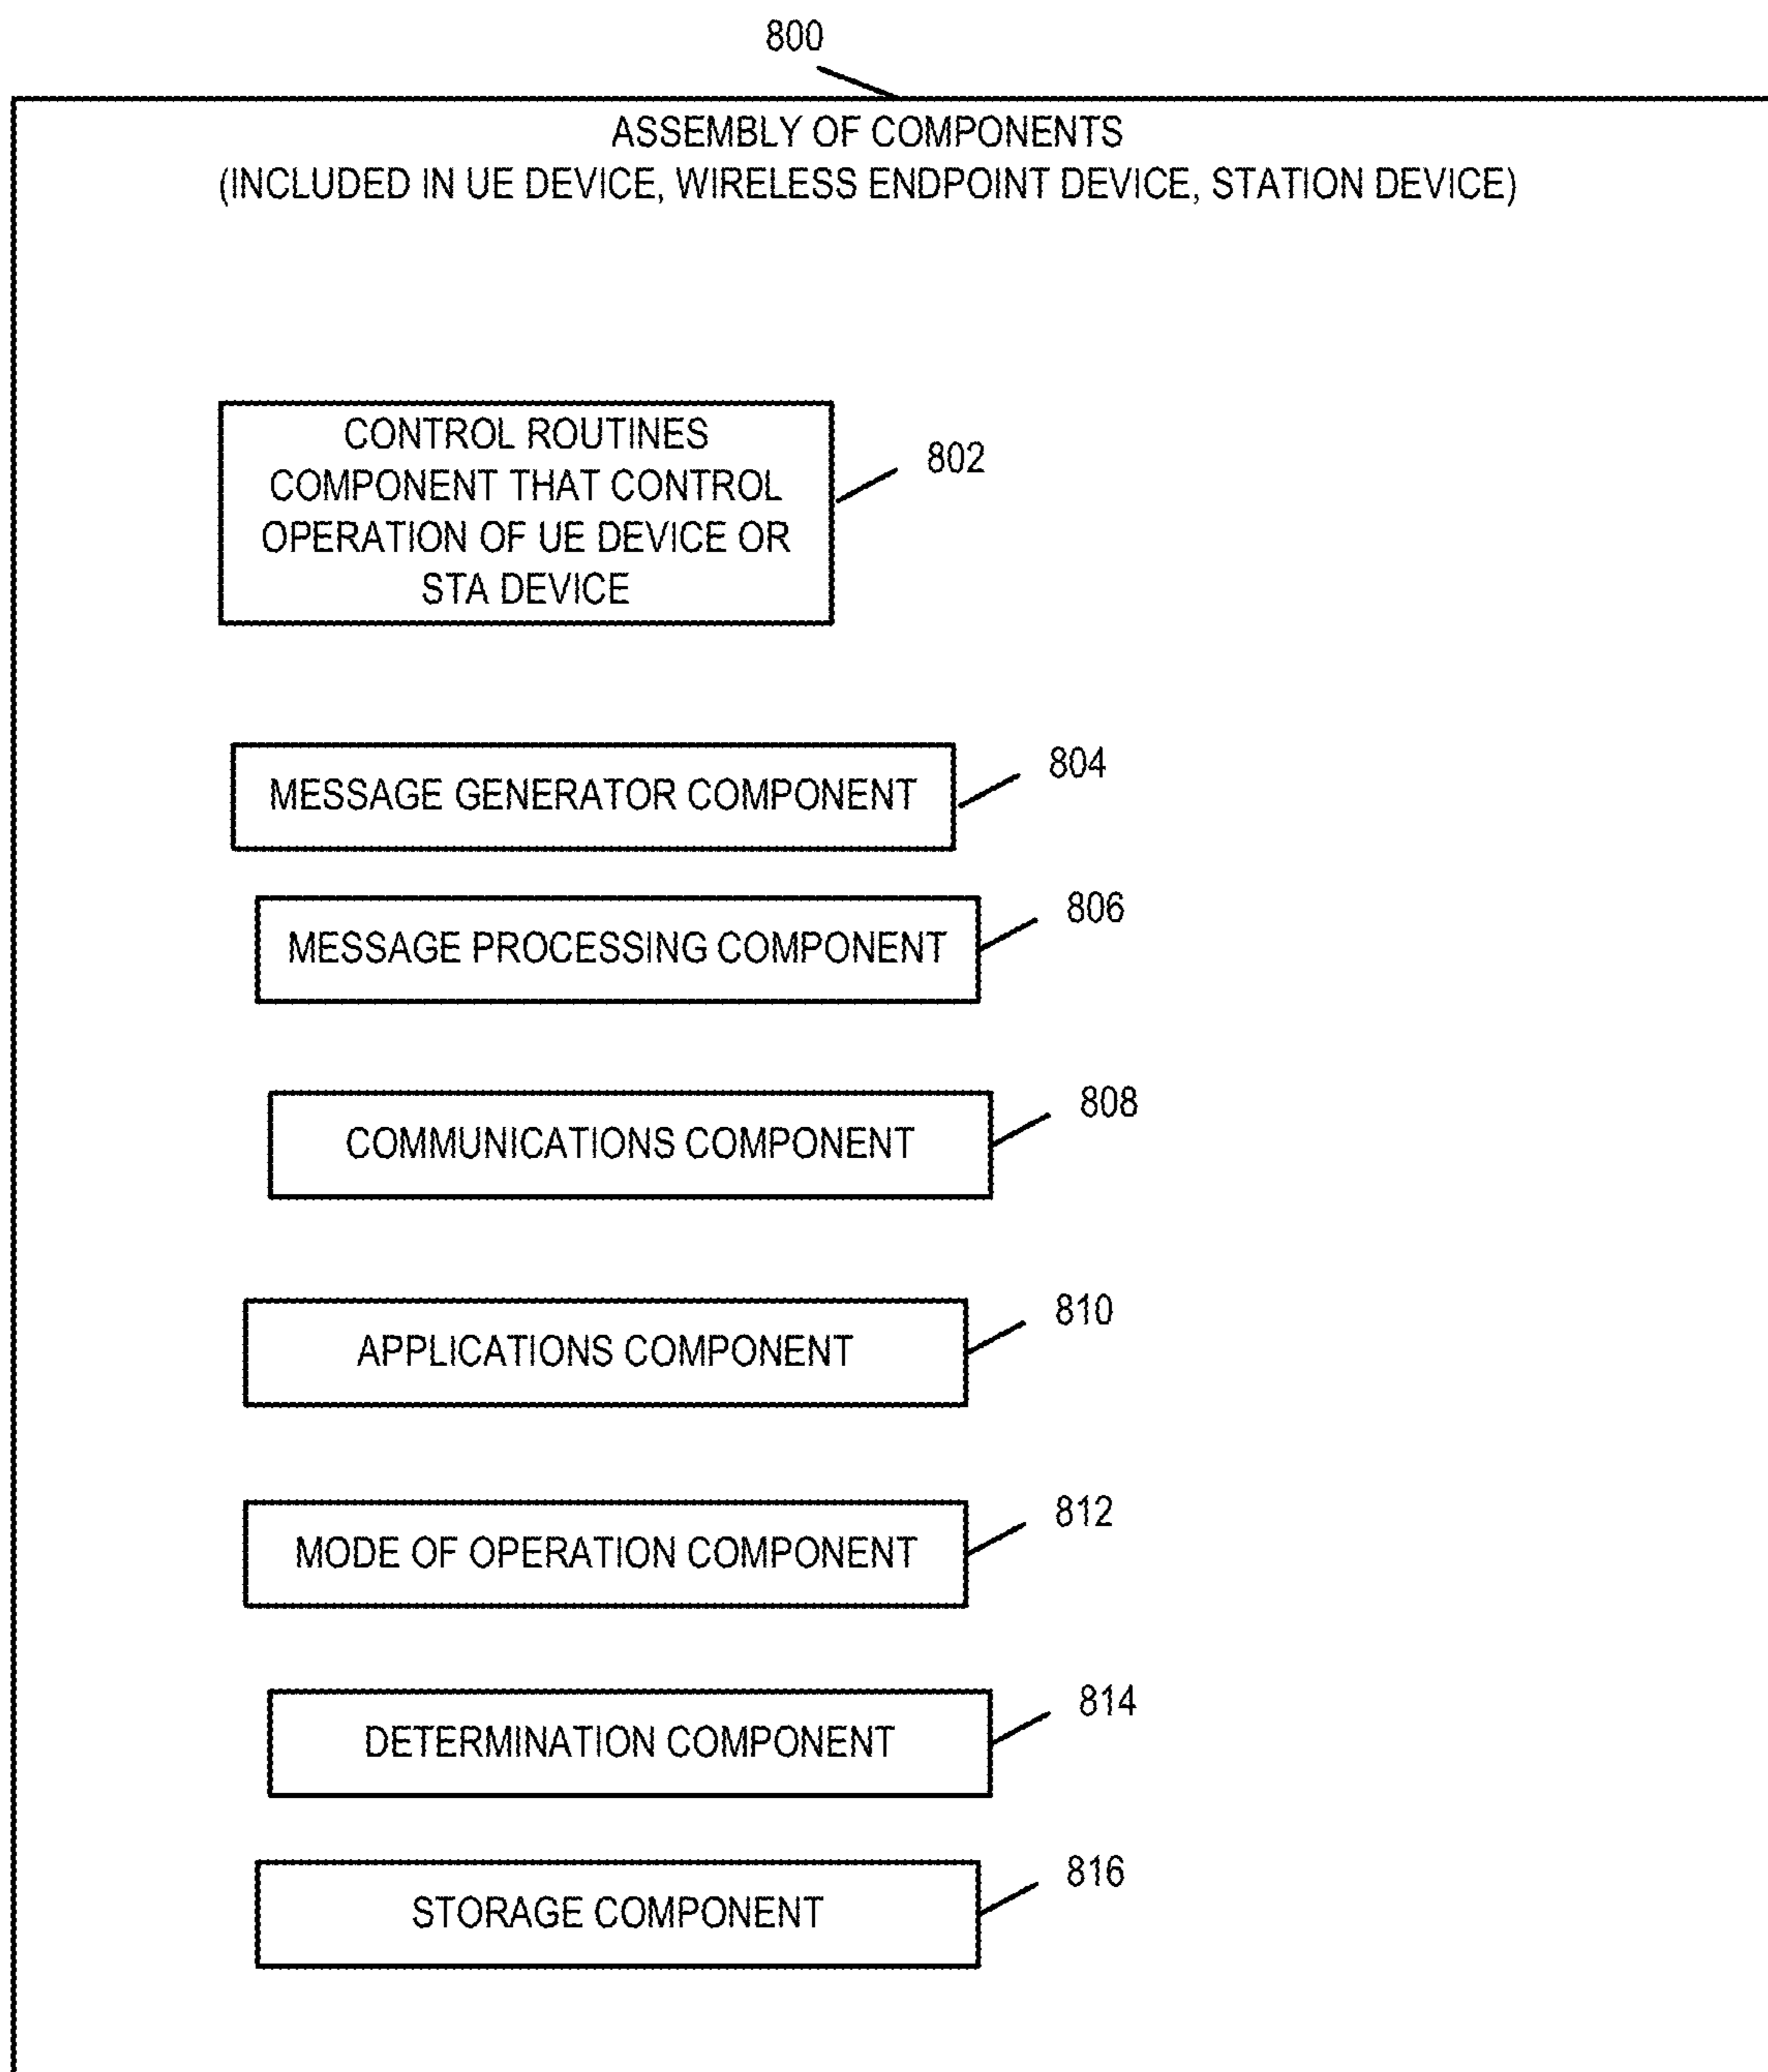 800
ASSEMBLY OF COMPONENTS
(INCLUDED IN UE DEVICE, WIRELESS ENDPOINT DEVICE, STATION DEVICE)
CONTROL ROUTINES
COMPONENT THAT CONTROL
OPERATION OF UE DEVICE OR
STA DEVICE
802
MESSAGE GENERATOR COMPONENT
804
MESSAGE PROCESSING COMPONENT
806
COMMUNICATIONS COMPONENT
808
APPLICATIONS COMPONENT
810
MODE OF OPERATION COMPONENT
812
DETERMINATION COMPONENT
814
STORAGE COMPONENT
816